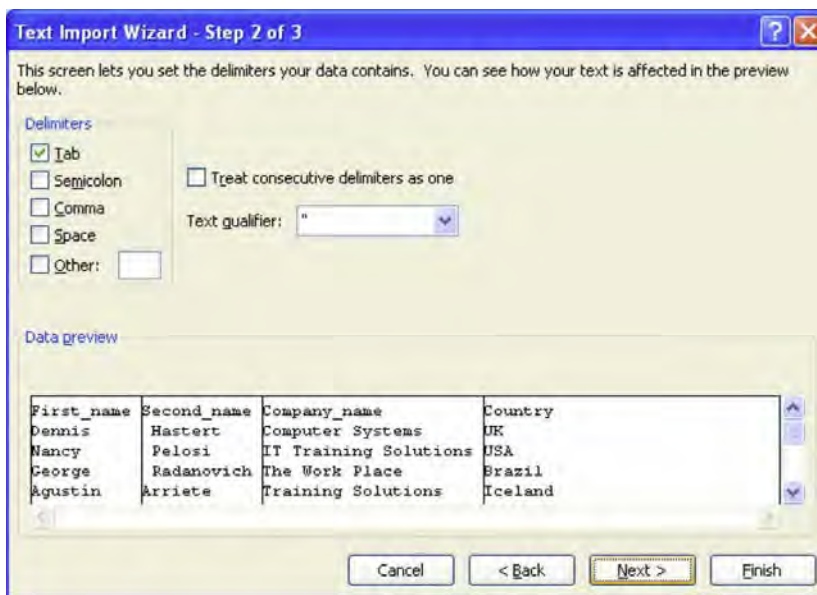 Text Import Wizard - Step 2 of 3
This screen lets you set the delimiters your data contains. You can see how your text is affected in the preview
below.
Delimiters
Tab
Semicolon
Treat consecutive delimiters as one
Comma
Text qualifier: "
Space
Other:
Data preview
First_name Second_name Company_name Country
Dennis Hastert Computer Systems UK
Nancy Pelosi IT Training Solutions USA
George Radanovich The Work Place Brazil
Agustin Arriete Training Solutions Iceland
Cancel < Back Next > Finish